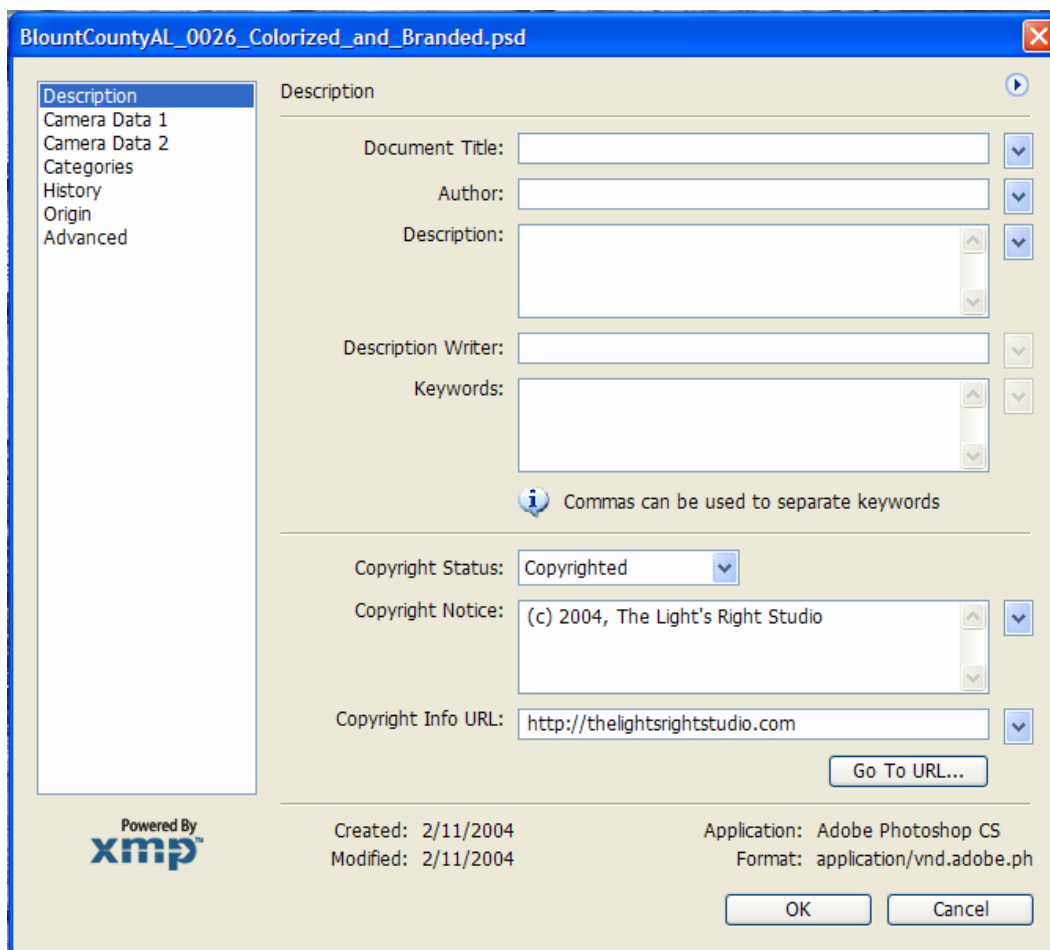 BlountCountyAL_0026_Colorized_and_Branded.psd
Description
Camera Data 1
Camera Data 2
Categories
History
Origin
Advanced
Description
Document Title:
Author:
Description:
Description Writer:
Keywords:
Commas can be used to separate keywords
Copyright Status: Copyrighted
Copyright Notice: (c) 2004, The Light's Right Studio
Copyright Info URL: http://thelightsrightstudio.com
Go To URL...
Powered By
xmp™
Created: 2/11/2004
Modified: 2/11/2004
Application: Adobe Photoshop CS
Format: application/vnd.adobe.ph
OK
Cancel